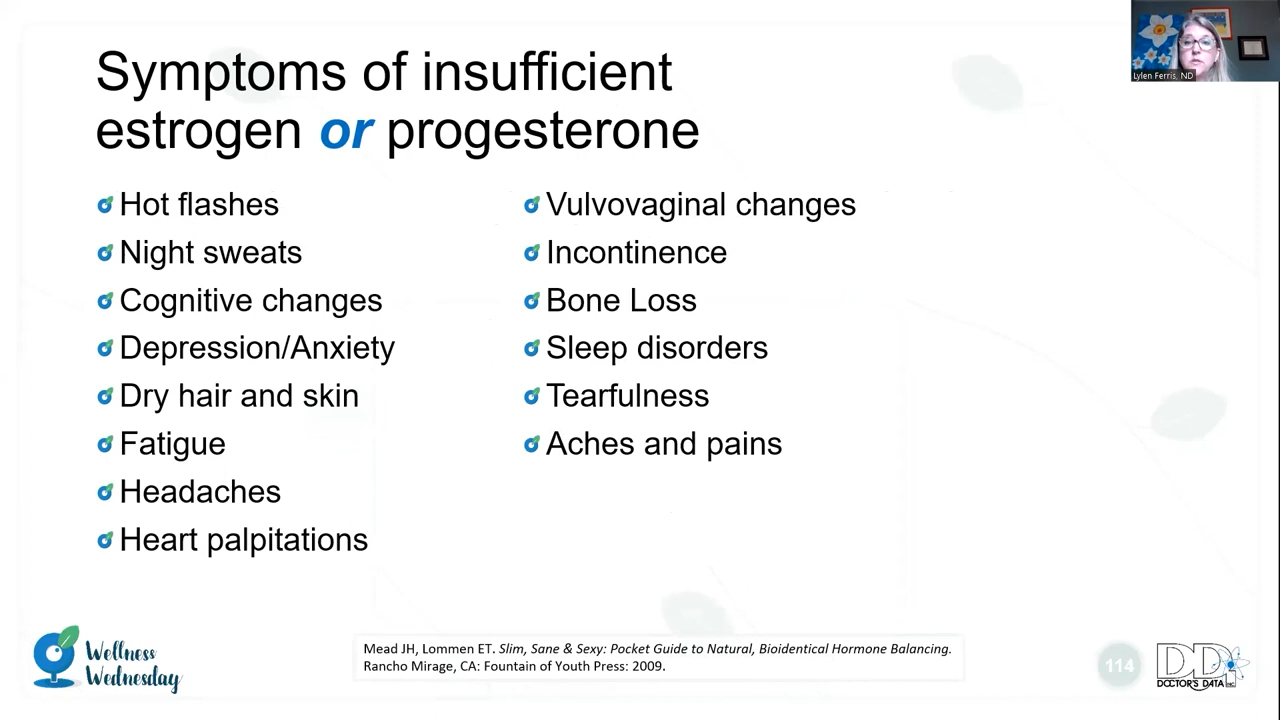 Symptoms of insufficient
estrogen or progesterone
Hot flashes
Night sweats
Cognitive changes
Depression/Anxiety
Dry hair and skin
Fatigue
Headaches
Heart palpitations
Vulvovaginal changes
Incontinence
Bone Loss
Sleep disorders
Tearfulness
Aches and pains
Lylen Ferris, ND
Wellness
Wednesday
Mead JH, Lommen ET. Slim, Sane & Sexy: Pocket Guide to Natural, Bioidentical Hormone Balancing.
Rancho Mirage, CA: Fountain of Youth Press: 2009.
114
DDI
DOCTOR'S DATA INC.